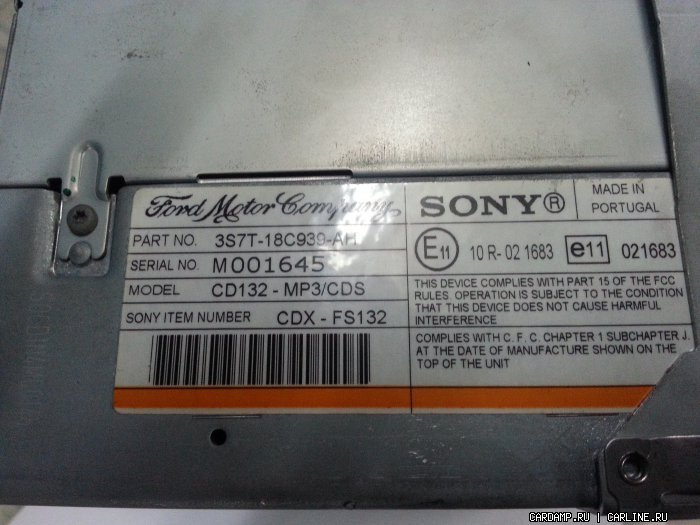 Ford Motor Company
PART NO. 3S7T-18C939-AH
SERIAL NO. M001645
MODEL CD132 - MP3/CDS
SONY ITEM NUMBER CDX - FS132
SONY®
MADE IN
PORTUGAL
E11 10 R- 02 1683 e11 021683
THIS DEVICE COMPLIES WITH PART 15 OF THE FCC
RULES. OPERATION IS SUBJECT TO THE CONDITION
THAT THIS DEVICE DOES NOT CAUSE HARMFUL
INTERFERENCE
COMPLIES WITH C. F. C. CHAPTER 1 SUBCHAPTER J.
AT THE DATE OF MANUFACTURE SHOWN ON THE
TOP OF THE UNIT
CARDAMP.RU | CARLINE.RU